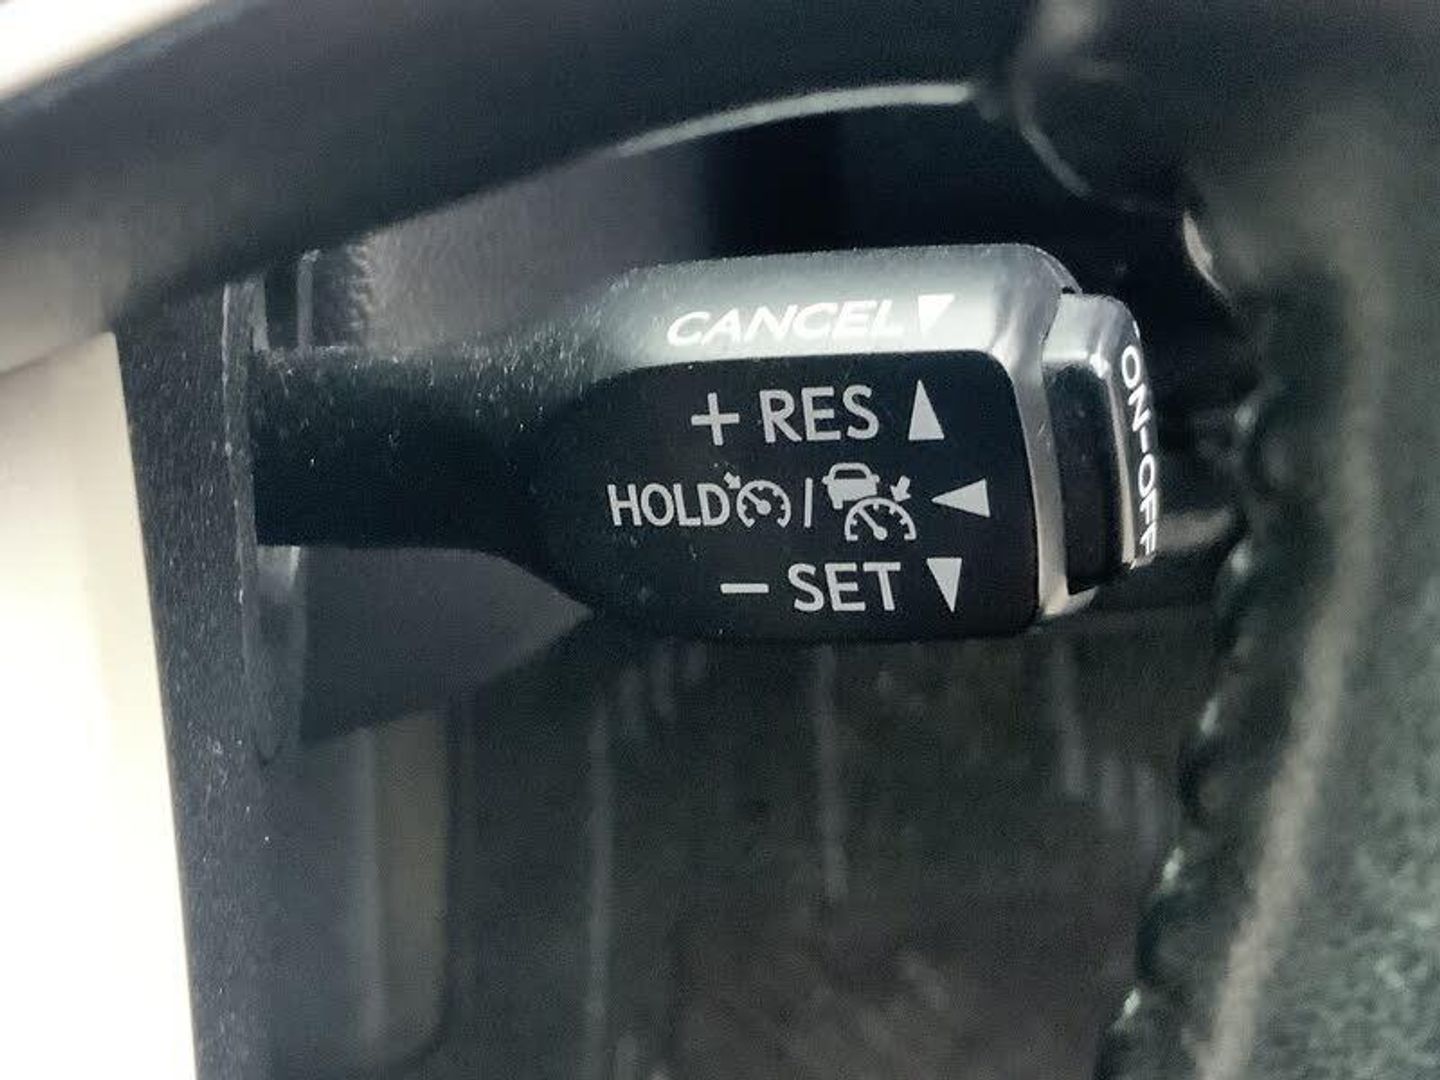 CANCEL▼
+ RES ▲
HOLD / ◀
− SET ▼
ON-OFF